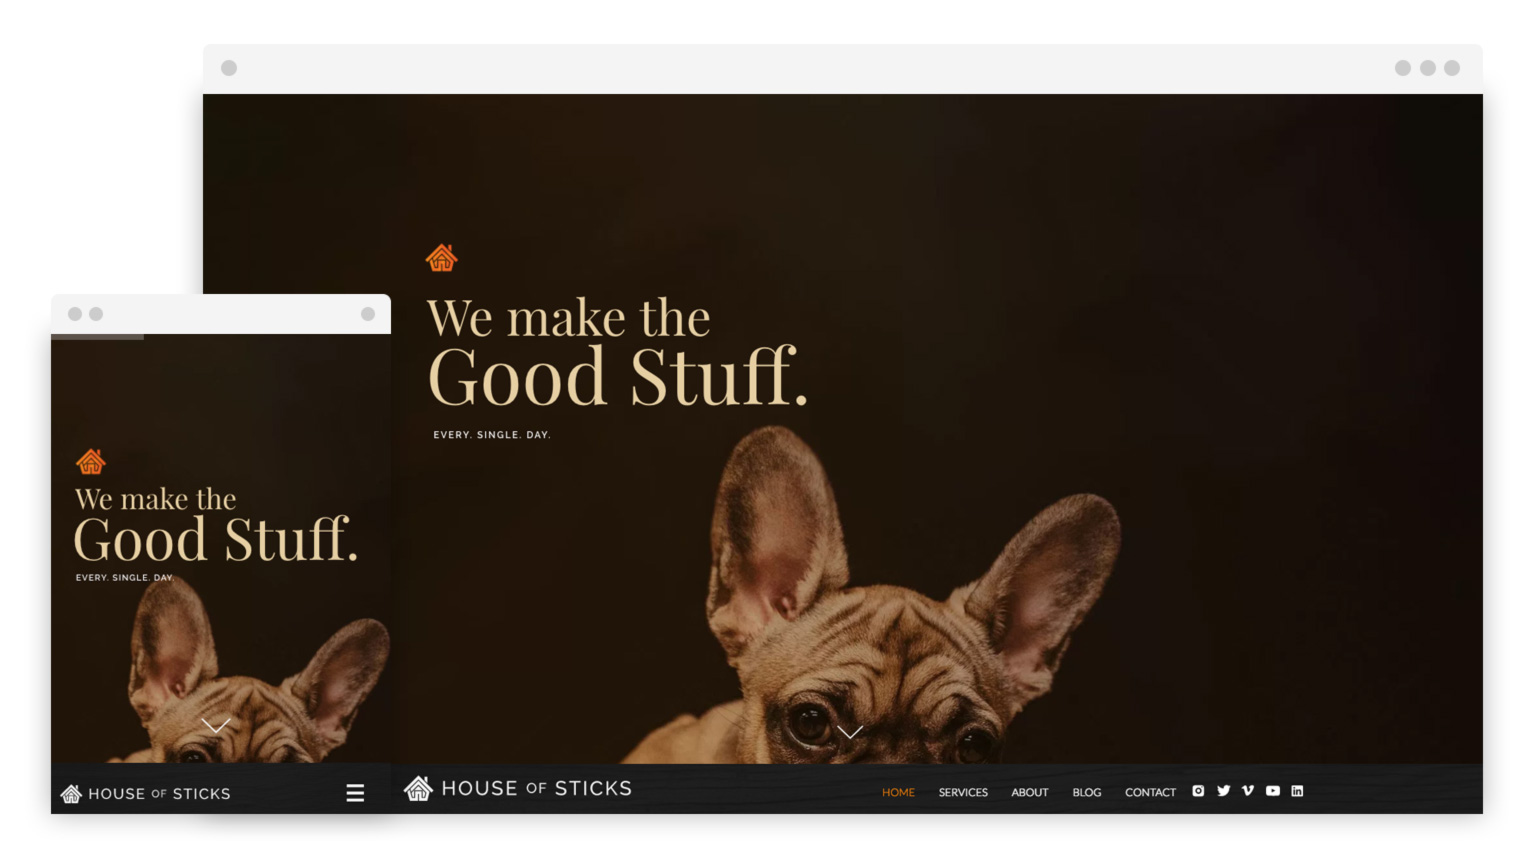 We make the
Good Stuff.
EVERY. SINGLE. DAY.
HOUSE OF STICKS
HOME SERVICES ABOUT BLOG CONTACT
We make the
Good Stuff.
EVERY. SINGLE. DAY.
HOUSE OF STICKS